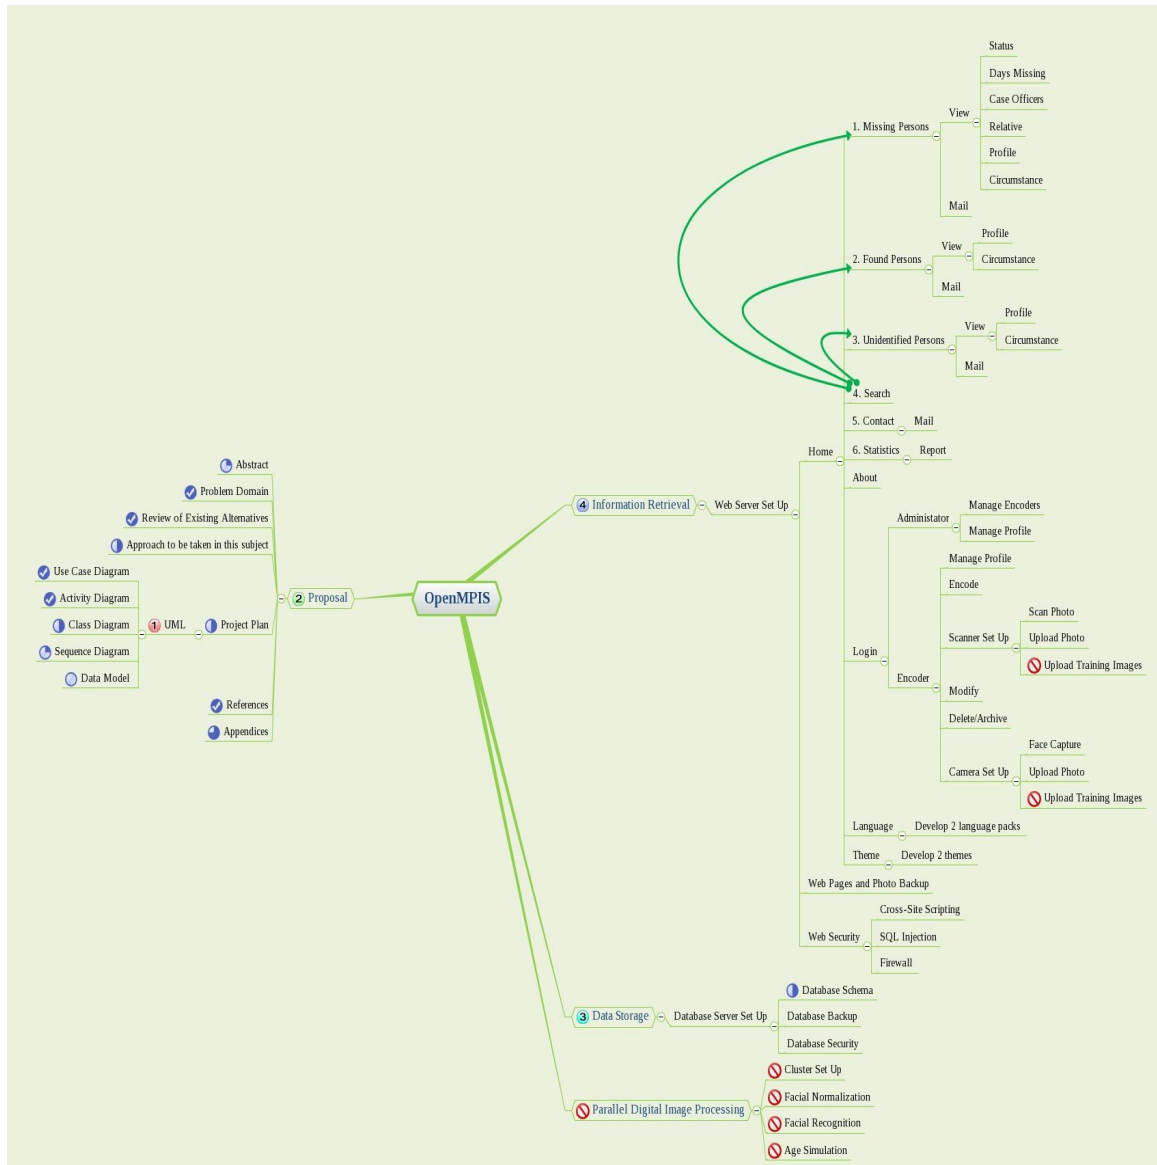 OpenMPIS
2 Proposal
Abstract
Problem Domain
Review of Existing Alternatives
Approach to be taken in this subject
Project Plan
1 UML
Use Case Diagram
Activity Diagram
Class Diagram
Sequence Diagram
Data Model
References
Appendices
4 Information Retrieval
Web Server Set Up
Home
1. Missing Persons
View
Status
Days Missing
Case Officers
Relative
Profile
Circumstance
Mail
2. Found Persons
View
Profile
Circumstance
Mail
3. Unidentified Persons
View
Profile
Circumstance
Mail
4. Search
5. Contact
Mail
6. Statistics
Report
About
Login
Administator
Manage Encoders
Manage Profile
Encoder
Manage Profile
Encode
Scanner Set Up
Scan Photo
Upload Photo
Upload Training Images
Modify
Delete/Archive
Camera Set Up
Face Capture
Upload Photo
Upload Training Images
Language
Develop 2 language packs
Theme
Develop 2 themes
Web Pages and Photo Backup
Web Security
Cross-Site Scripting
SQL Injection
Firewall
3 Data Storage
Database Server Set Up
Database Schema
Database Backup
Database Security
Parallel Digital Image Processing
Cluster Set Up
Facial Normalization
Facial Recognition
Age Simulation